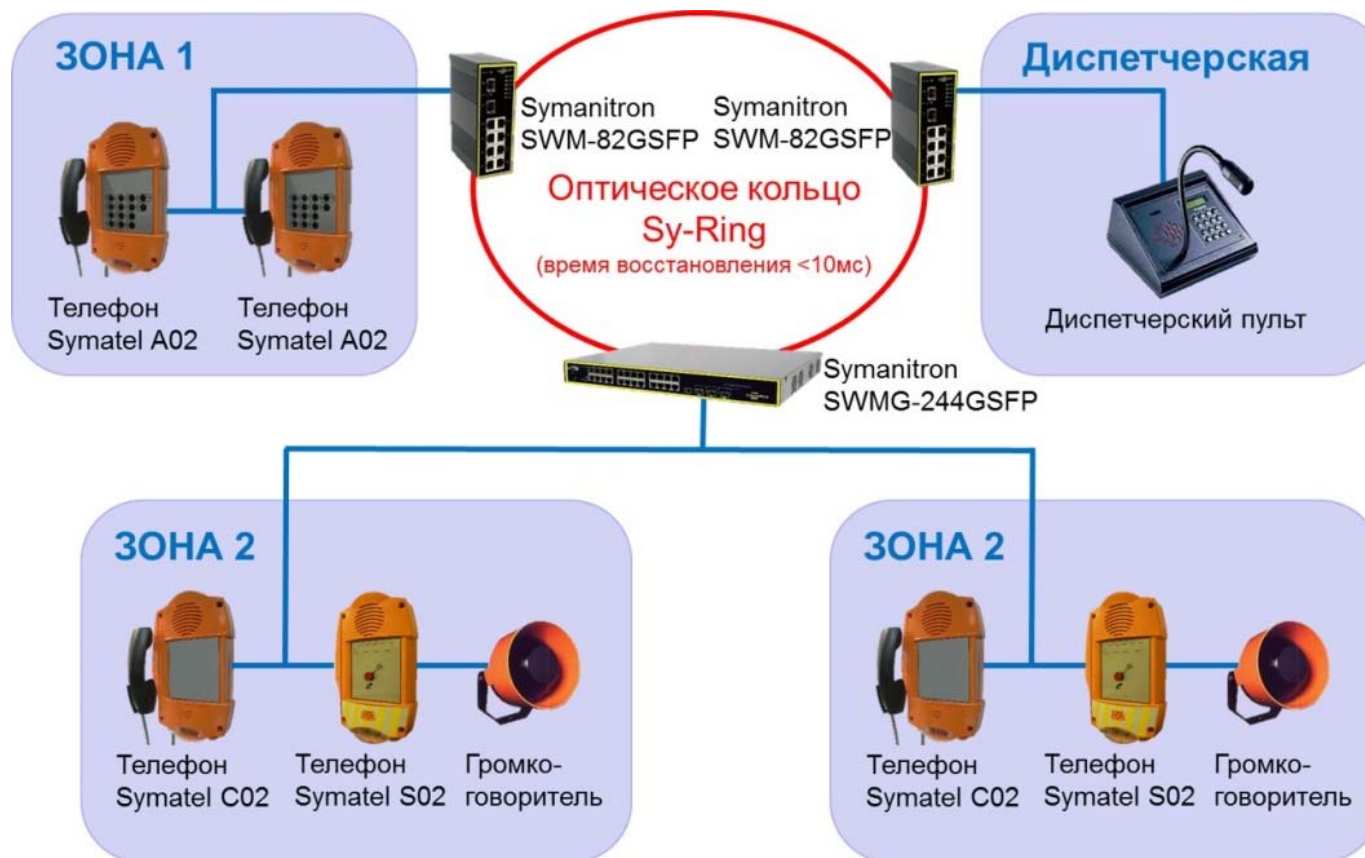 ЗОНА 1
Телефон
Symatel A02
Телефон
Symatel A02
Symanitron
SWM-82GSFP
Symanitron
SWM-82GSFP
Оптическое кольцо
Sy-Ring
(время восстановления <10мс)
Диспетчерская
Диспетчерский пульт
Symanitron
SWMG-244GSFP
ЗОНА 2
Телефон
Symatel C02
Телефон
Symatel S02
Громко-
говоритель
ЗОНА 2
Телефон
Symatel C02
Телефон
Symatel S02
Громко-
говоритель